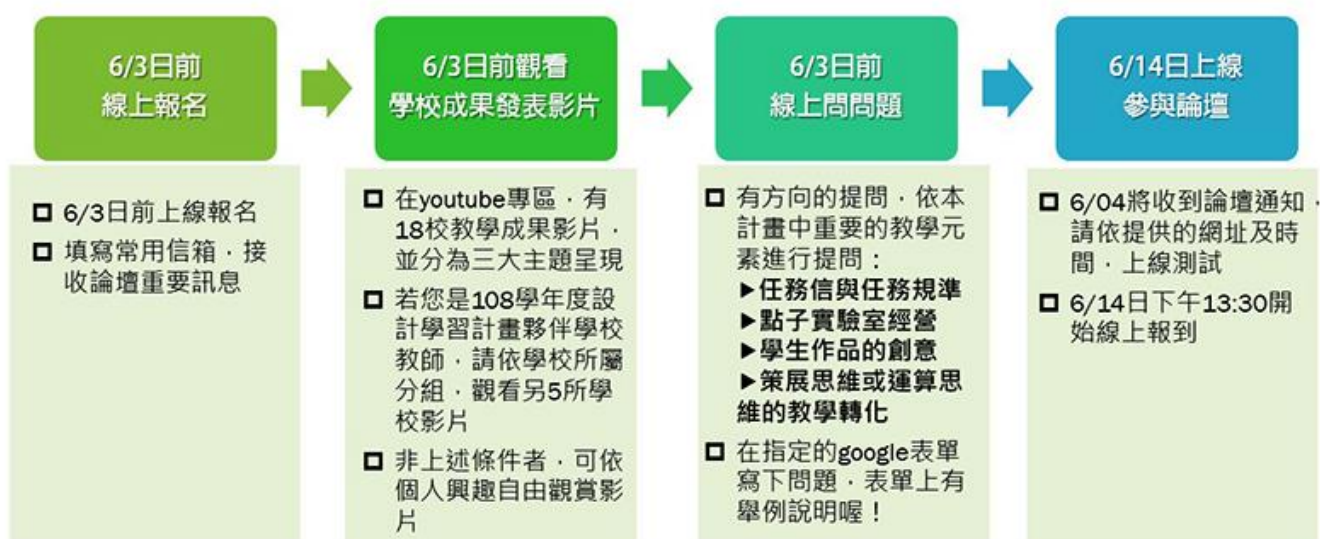 6/3日前
線上報名
6/3日前觀看
學校成果發表影片
6/3日前
線上問問題
6/14日上線
參與論壇
6/3日前上線報名
填寫常用信箱，接
收論壇重要訊息
在youtube專區，有
18校教學成果影片，
並分為三大主題呈現
若您是108學年度設
計學習計畫夥伴學校
教師，請依學校所屬
分組，觀看另5所學
校影片
非上述條件者，可依
個人興趣自由觀賞影
片
有方向的提問，依本
計畫中重要的教學元
素進行提問：
▶任務信與任務規準
▶點子實驗室經營
▶學生作品的創意
▶策展思維或運算思
維的教學轉化
在指定的google表單
寫下問題，表單上有
舉例說明喔！
6/04將收到論壇通知，
請依提供的網址及時
間，上線測試
6/14日下午13:30開
始線上報到